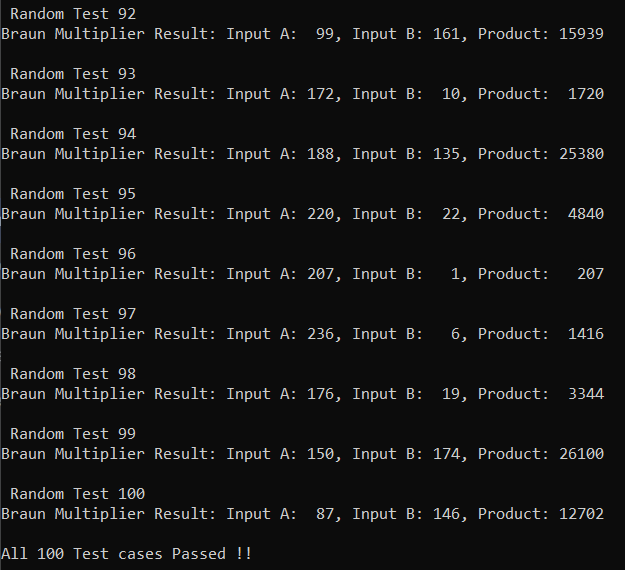 Random Test 92
Braun Multiplier Result: Input A:  99, Input B: 161, Product: 15939
Random Test 93
Braun Multiplier Result: Input A: 172, Input B:  10, Product:  1720
Random Test 94
Braun Multiplier Result: Input A: 188, Input B: 135, Product: 25380
Random Test 95
Braun Multiplier Result: Input A: 220, Input B:  22, Product:  4840
Random Test 96
Braun Multiplier Result: Input A: 207, Input B:   1, Product:   207
Random Test 97
Braun Multiplier Result: Input A: 236, Input B:   6, Product:  1416
Random Test 98
Braun Multiplier Result: Input A: 176, Input B:  19, Product:  3344
Random Test 99
Braun Multiplier Result: Input A: 150, Input B: 174, Product: 26100
Random Test 100
Braun Multiplier Result: Input A:  87, Input B: 146, Product: 12702
All 100 Test cases Passed !!